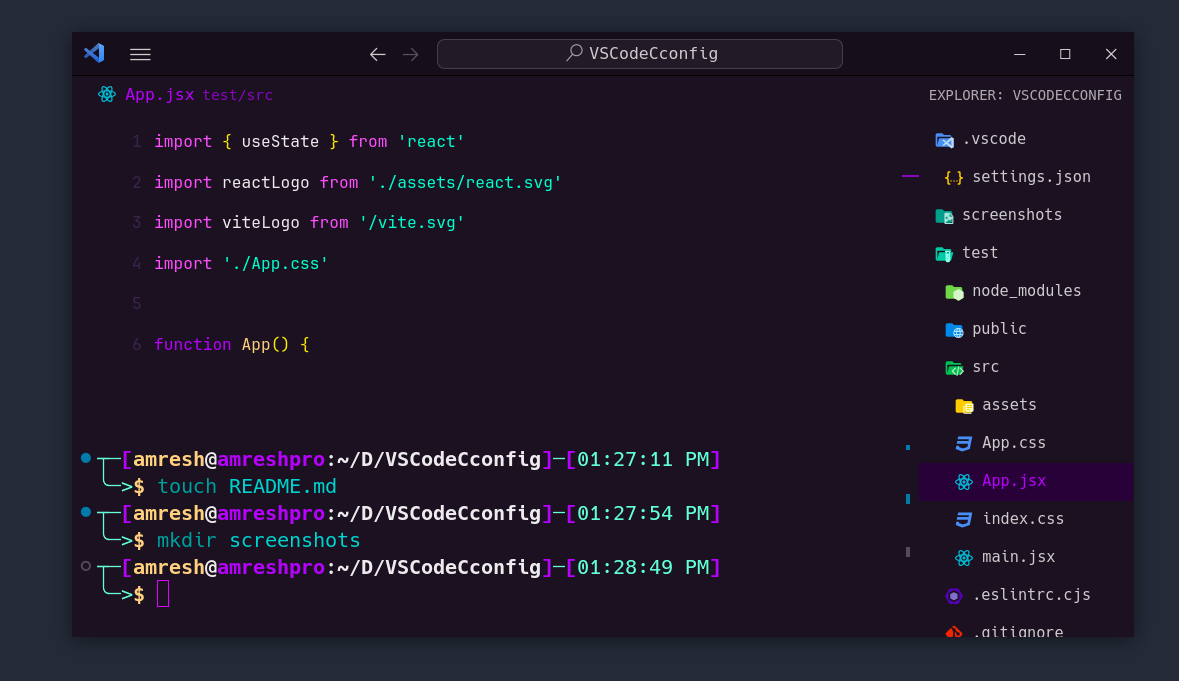 VSCodeCconfig
App.jsx test/src
1 import { useState } from 'react'
2 import reactLogo from './assets/react.svg'
3 import viteLogo from '/vite.svg'
4 import './App.css'
5
6 function App() {
[amresh@amreshpro:~/D/VSCodeCconfig]─[01:27:11 PM]
>$ touch README.md
[amresh@amreshpro:~/D/VSCodeCconfig]─[01:27:54 PM]
>$ mkdir screenshots
[amresh@amreshpro:~/D/VSCodeCconfig]─[01:28:49 PM]
>$
EXPLORER: VSCODECCONFIG
.vscode
settings.json
screenshots
test
node_modules
public
src
assets
App.css
App.jsx
index.css
main.jsx
.eslintrc.cjs
.gitignore